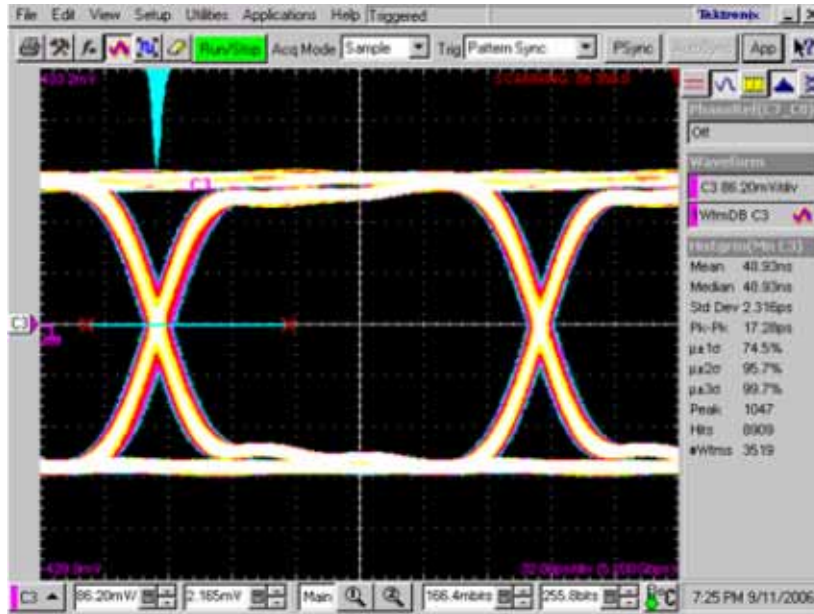 File Edit View Setup Utilities Applications Help Triggered
Tektronix
Run/Stop Acq Mode Sample Trig Pattern Sync PSync AutoSync App
Off
Waveform
C3 86.20mV/div
WfmDB C3
C3
Mean 48.93ns
Median 48.93ns
Std Dev 2.316ps
Pk-Pk 17.28ps
µ±1σ 74.5%
µ±2σ 95.7%
µ±3σ 99.7%
C3
Peak 1047
Hits 8909
#Wfms 3519
C3 86.20mV/ 2.165mV Main 166.4mbits 255.8bits °C 7:25 PM 9/11/2006